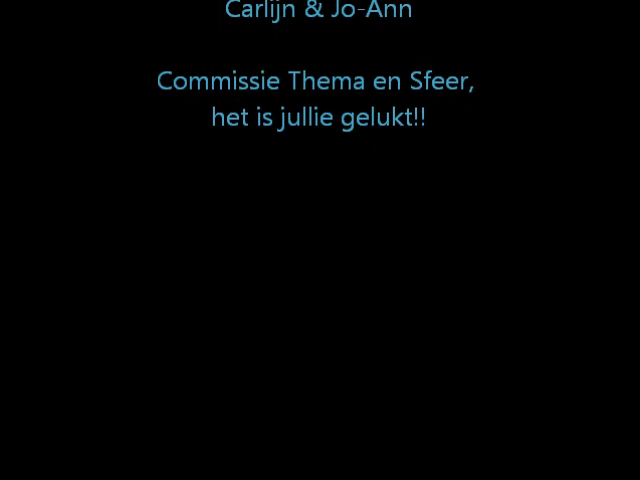 Carlijn & Jo-Ann
Commissie Thema en Sfeer,
het is jullie gelukt!!